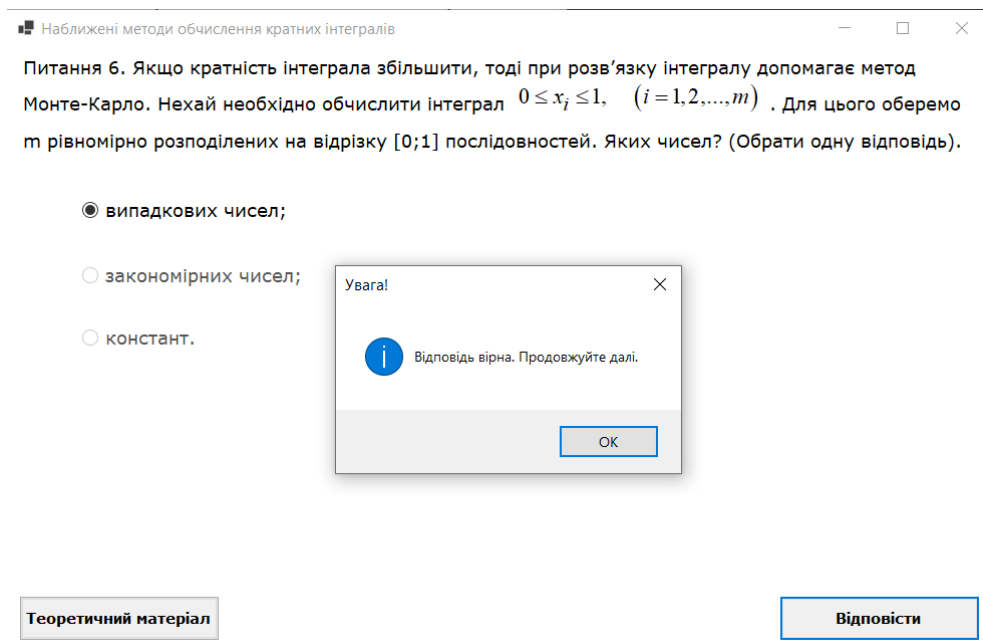 Наближені методи обчислення кратних інтегралів
Питання 6. Якщо кратність інтеграла збільшити, тоді при розв’язку інтегралу допомагає метод
Монте-Карло. Нехай необхідно обчислити інтеграл 0 ≤ xᵢ ≤ 1, (i = 1,2,...,m) . Для цього оберемо
m рівномірно розподілених на відрізку [0;1] послідовностей. Яких чисел? (Обрати одну відповідь).
випадкових чисел;
закономірних чисел;
констант.
Увага!
Відповідь вірна. Продовжуйте далі.
ОК
Теоретичний матеріал
Відповісти